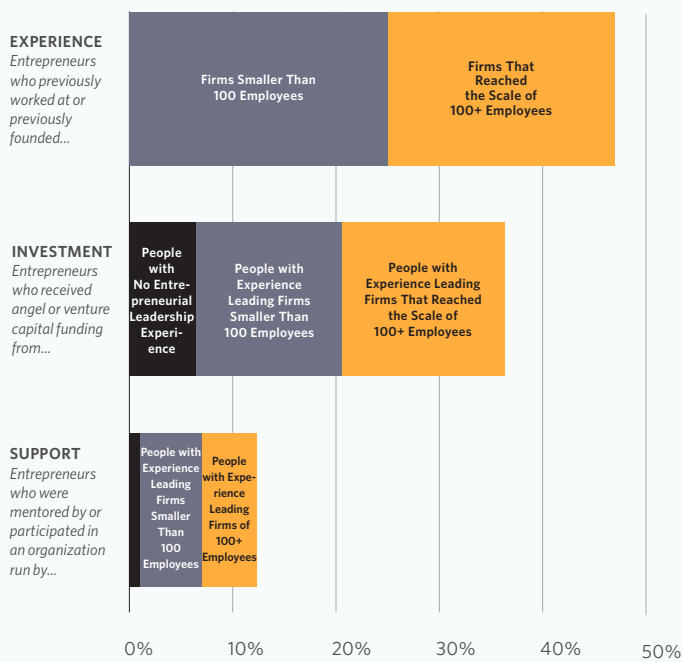 EXPERIENCE
Entrepreneurs
who previously
worked at or
previously
founded...
Firms Smaller Than
100 Employees
Firms That
Reached
the Scale of
100+ Employees
INVESTMENT
Entrepreneurs
who received
angel or venture
capital funding
from...
People
with
No Entre-
preneurial
Leadership
Experi-
ence
People with
Experience
Leading Firms
Smaller Than
100 Employees
People with
Experience Leading
Firms That Reached
the Scale of
100+ Employees
SUPPORT
Entrepreneurs
who were
mentored by or
participated in
an organization
run by...
People with
Experience
Leading
Firms
Smaller
Than
100
Employees
People
with Expe-
rience
Leading
Firms of
100+
Employees
0% 10% 20% 30% 40% 50%